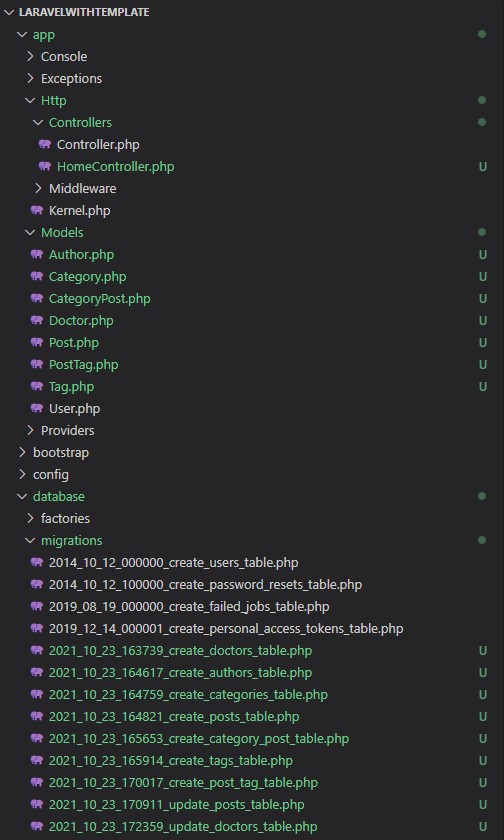 LARAVELWITHTEMPLATE
app
Console
Exceptions
Http
Controllers
Controller.php
HomeController.php U
Middleware
Kernel.php
Models
Author.php U
Category.php U
CategoryPost.php U
Doctor.php U
Post.php U
PostTag.php U
Tag.php U
User.php
Providers
bootstrap
config
database
factories
migrations
2014_10_12_000000_create_users_table.php
2014_10_12_100000_create_password_resets_table.php
2019_08_19_000000_create_failed_jobs_table.php
2019_12_14_000001_create_personal_access_tokens_table.php
2021_10_23_163739_create_doctors_table.php U
2021_10_23_164617_create_authors_table.php U
2021_10_23_164759_create_categories_table.php U
2021_10_23_164821_create_posts_table.php U
2021_10_23_165653_create_category_post_table.php U
2021_10_23_165914_create_tags_table.php U
2021_10_23_170017_create_post_tag_table.php U
2021_10_23_170911_update_posts_table.php U
2021_10_23_172359_update_doctors_table.php U